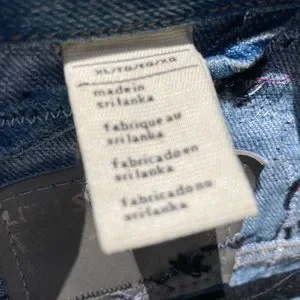 XL/TG/EG/XG
made in
sri lanka
fabriqué au
sri lanka
fabricado en
sri lanka
fabricado no
sri lanka